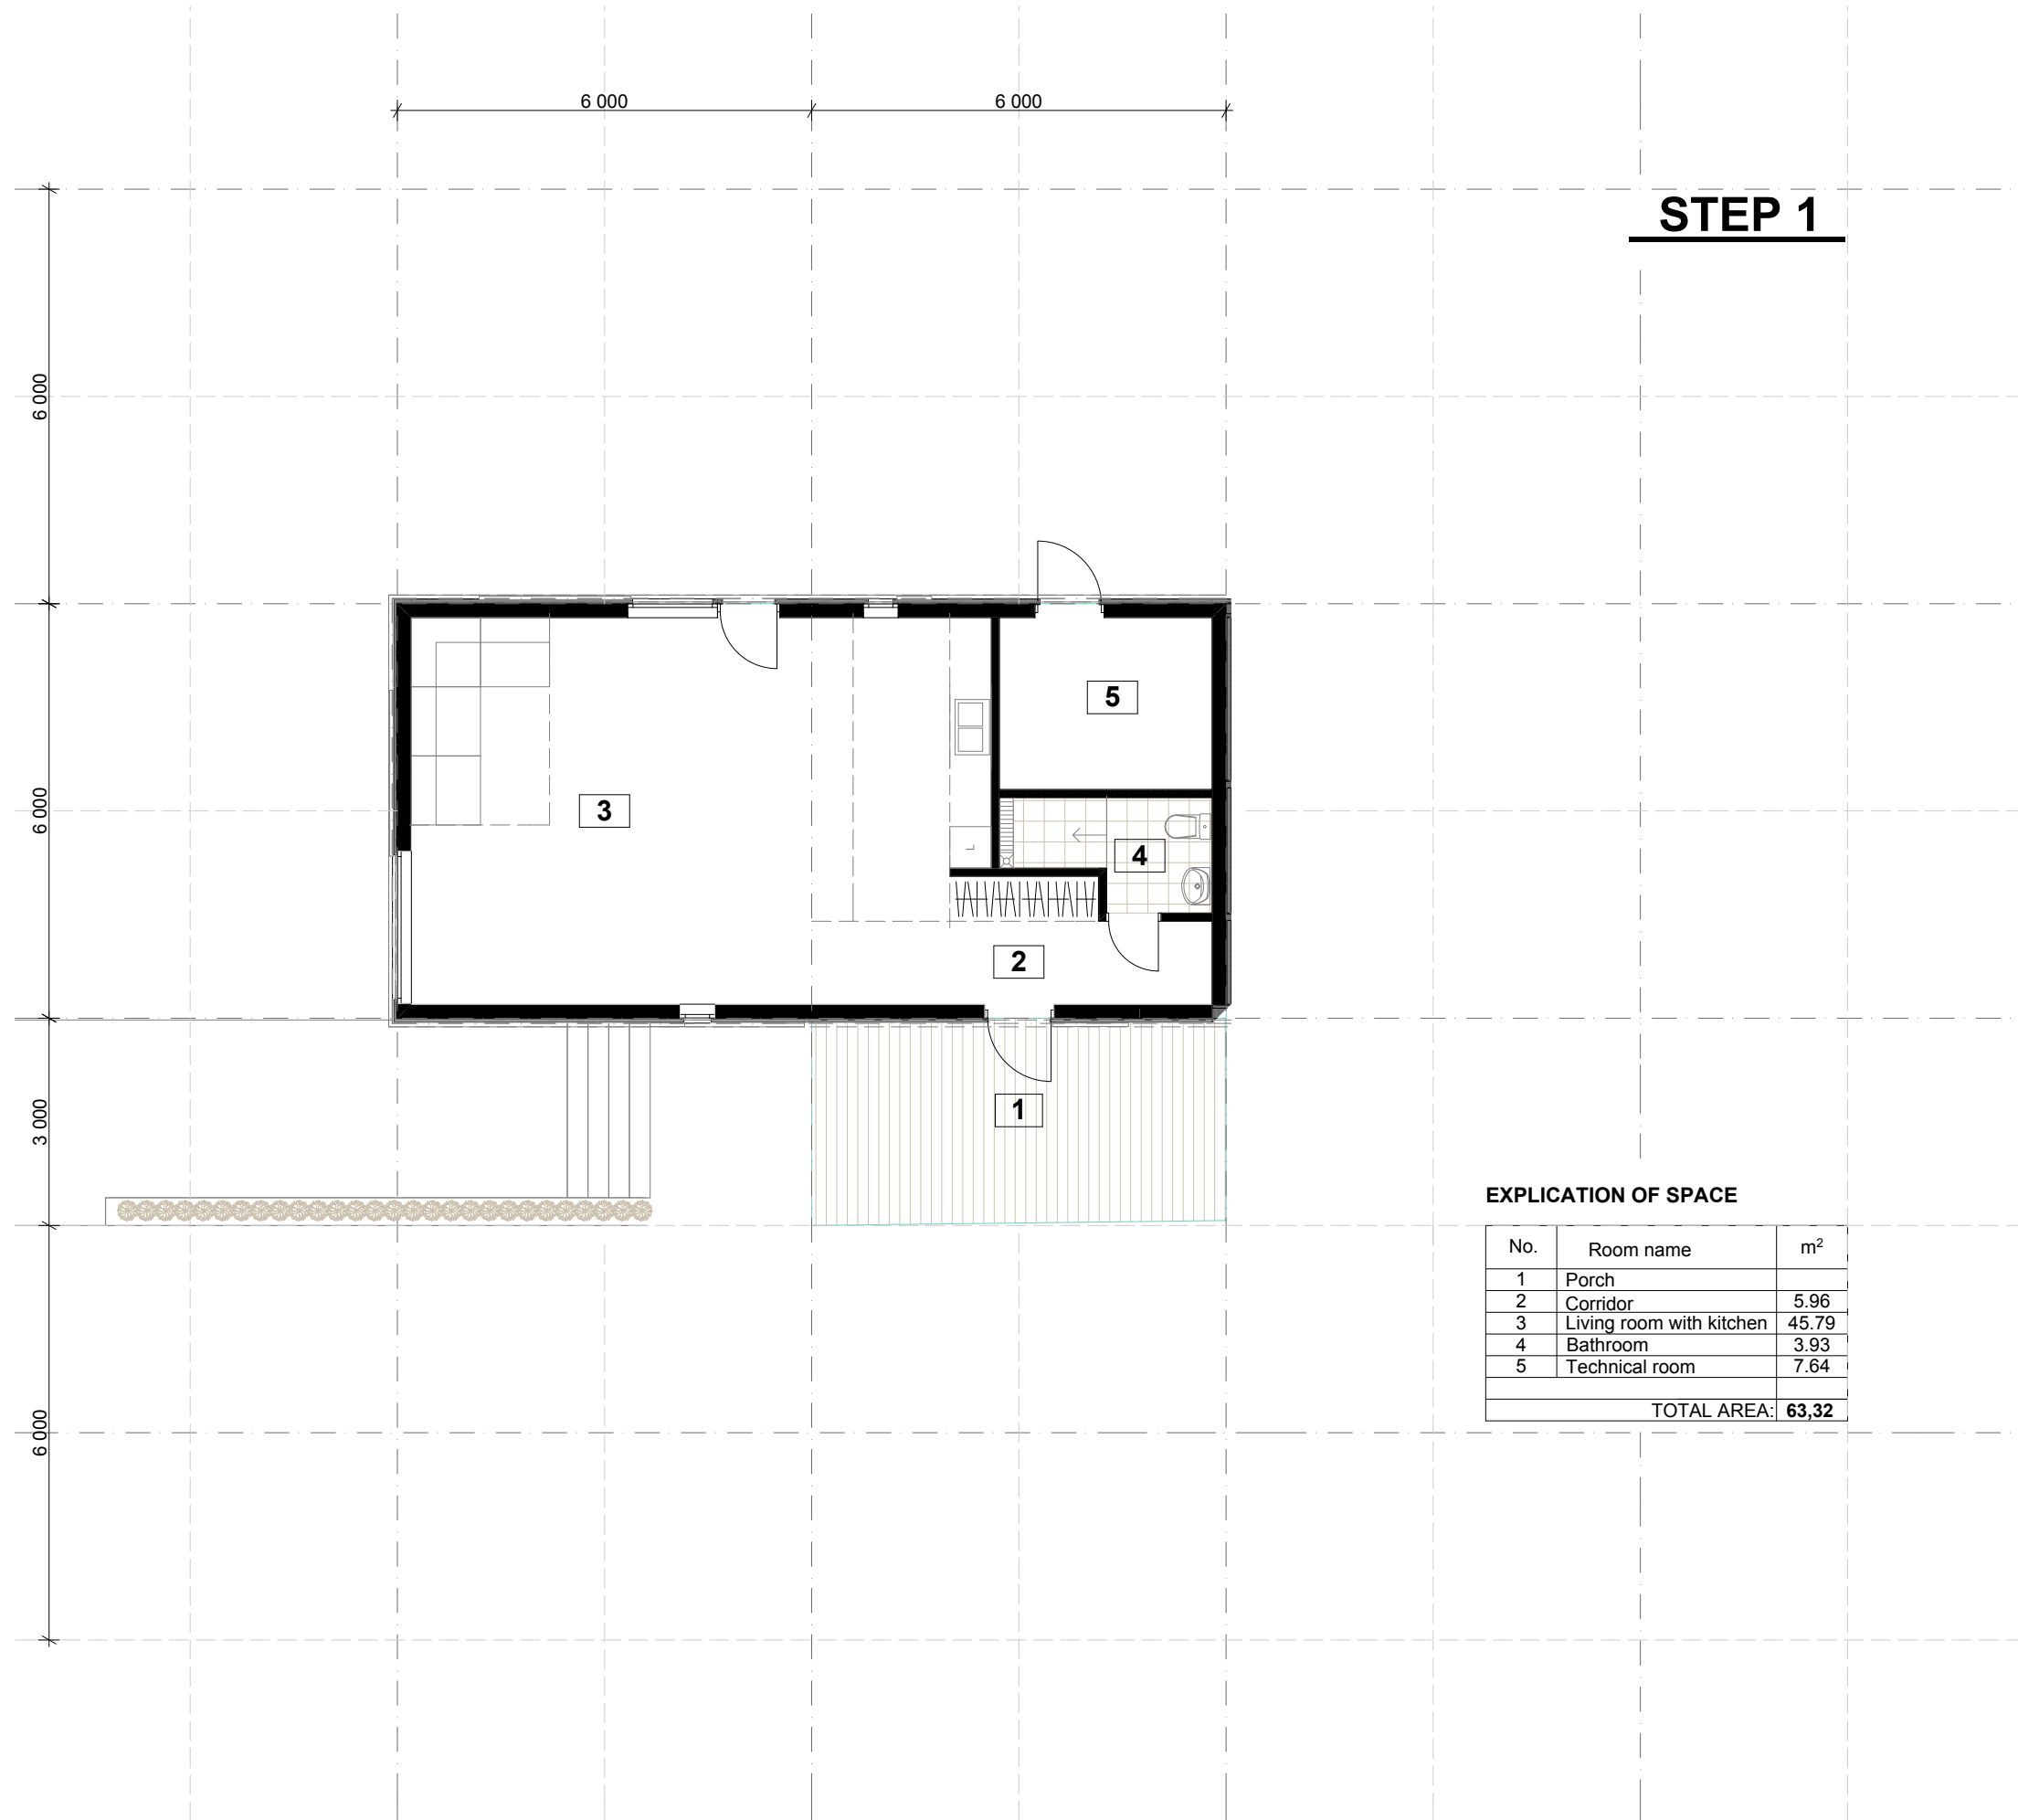 6 000
6 000
STEP 1
6 000
5
3
6 000
L
4
2
1
3 000
EXPLICATION OF SPACE
No. Room name m²
1 Porch
2 Corridor 5.96
3 Living room with kitchen 45.79
4 Bathroom 3.93
5 Technical room 7.64
TOTAL AREA: 63,32
6 000